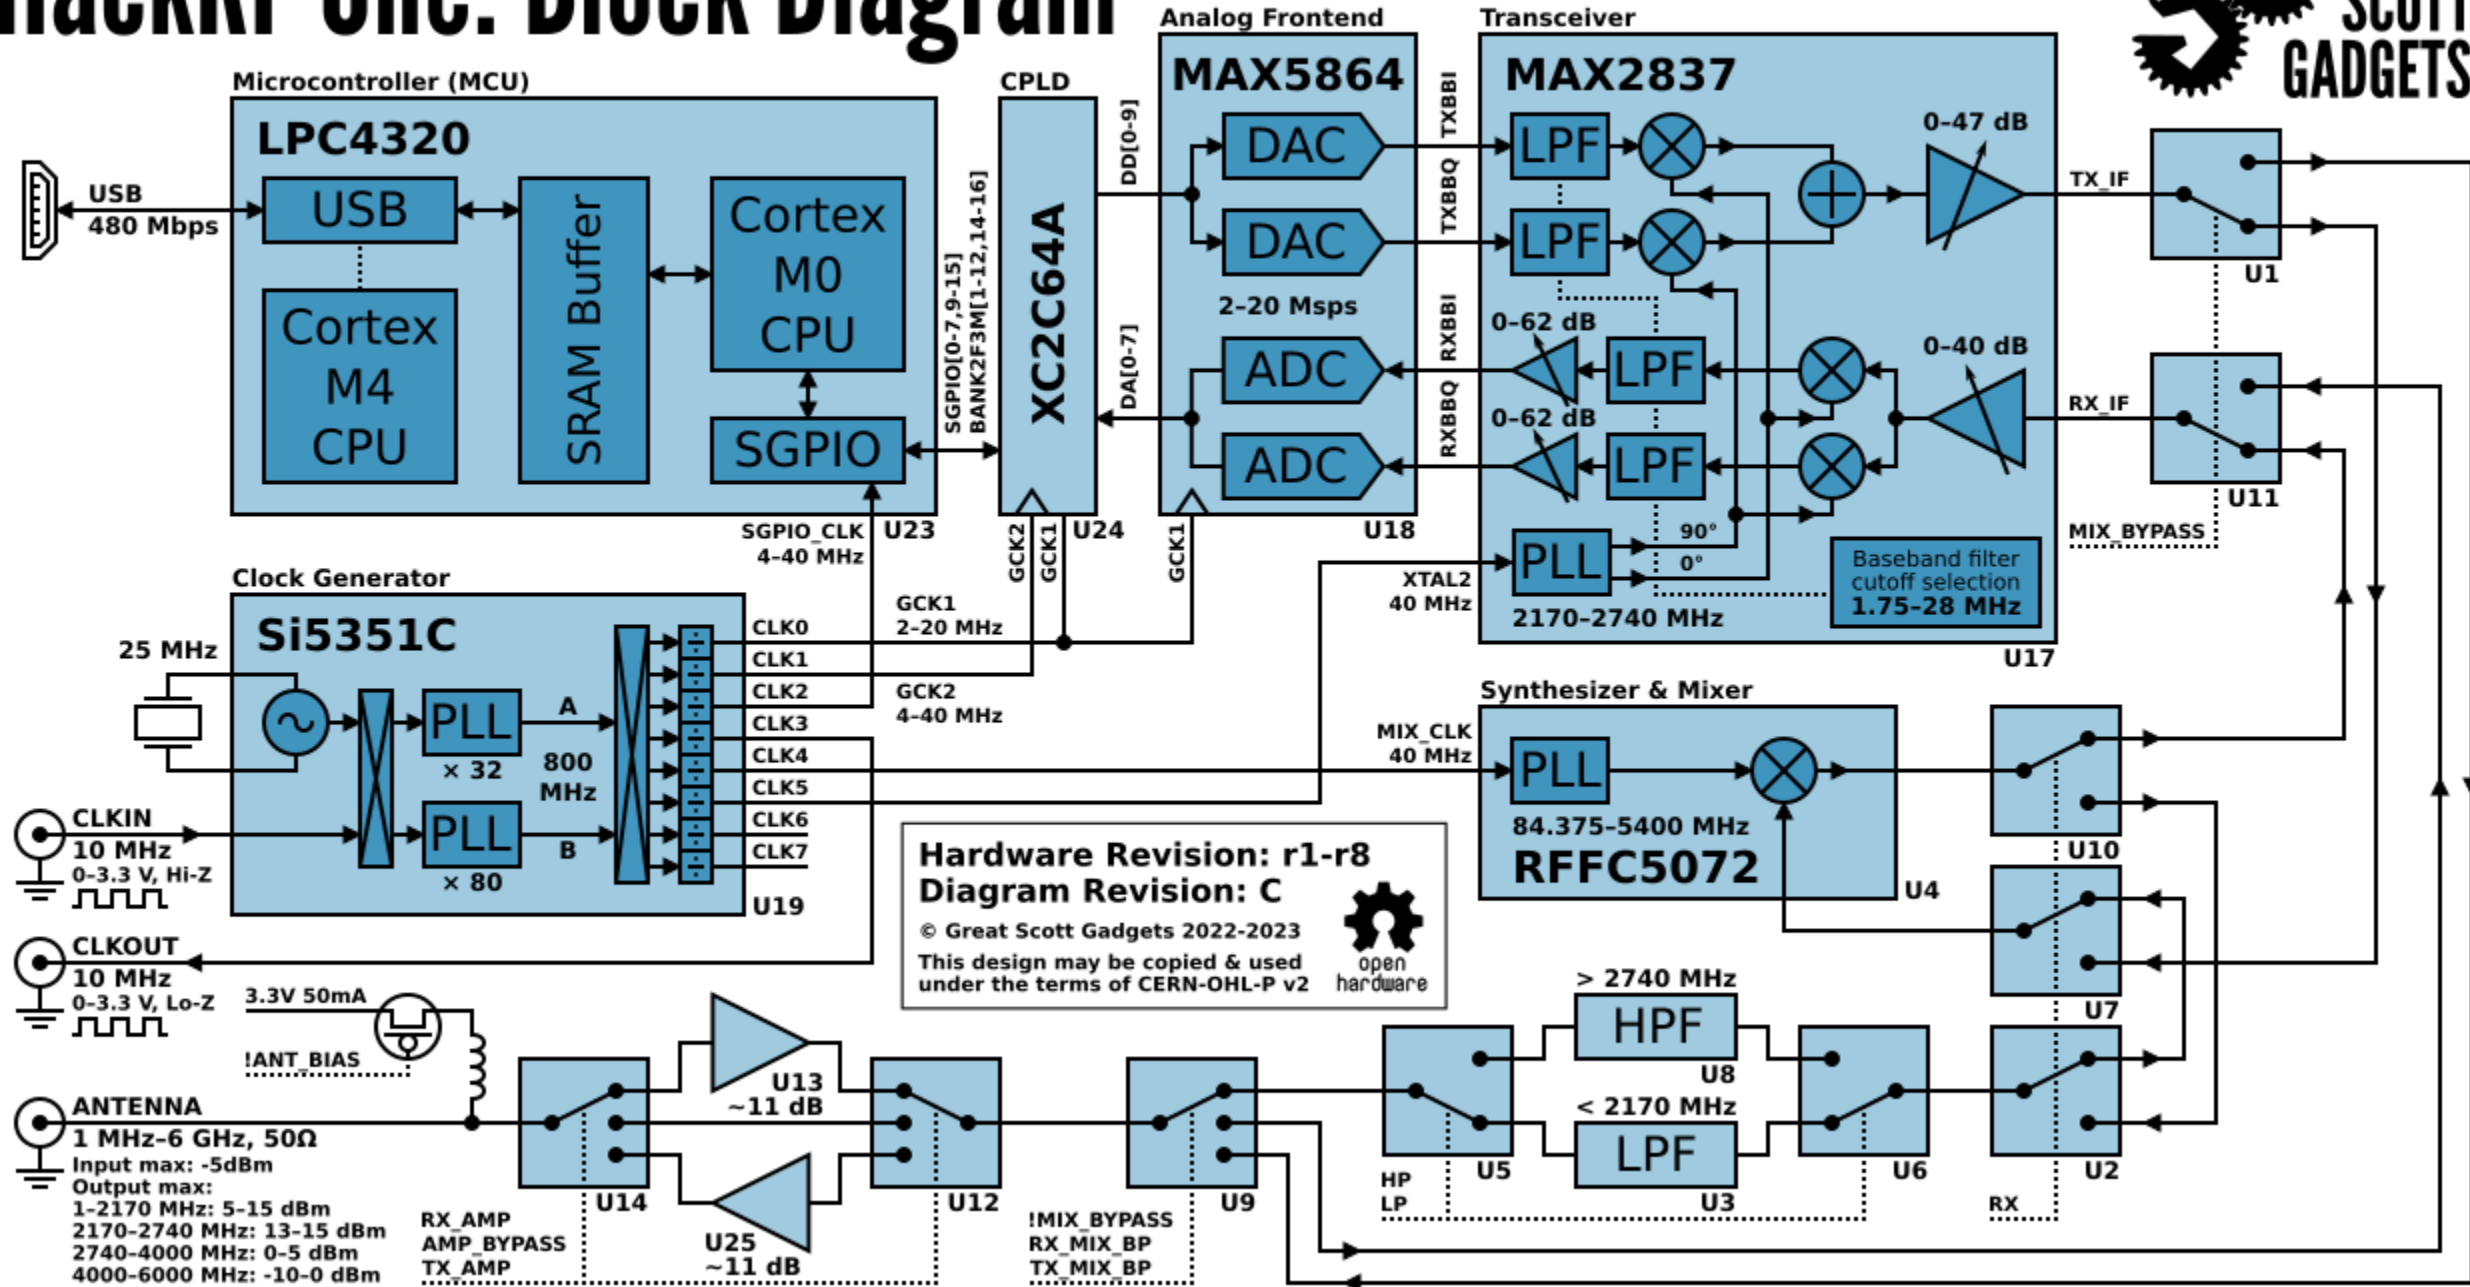 HackRF One: Block Diagram
SCOTT
GADGETS
Microcontroller (MCU)
LPC4320
USB
480 Mbps
USB
Cortex
M4
CPU
SRAM Buffer
Cortex
M0
CPU
SGPIO
SGPIO_CLK
4–40 MHz
U23
SGPIO[0-7,9-15]
BANK2F3M[1-12,14-16]
CPLD
XC2C64A
U24
GCK2
GCK1
DD[0-9]
DA[0-7]
Analog Frontend
MAX5864
DAC
DAC
2–20 Msps
ADC
ADC
U18
GCK1
TXBBI
TXBBQ
RXBBI
RXBBQ
Transceiver
MAX2837
LPF
LPF
0–47 dB
0–62 dB
LPF
0–62 dB
LPF
0–40 dB
PLL
90°
0°
2170–2740 MHz
Baseband filter
cutoff selection
1.75–28 MHz
U17
XTAL2
40 MHz
TX_IF
U1
RX_IF
U11
MIX_BYPASS
Clock Generator
Si5351C
25 MHz
PLL
× 32
A
800
MHz
PLL
× 80
B
U19
CLK0
CLK1
CLK2
CLK3
CLK4
CLK5
CLK6
CLK7
GCK1
2–20 MHz
GCK2
4–40 MHz
CLKIN
10 MHz
0–3.3 V, Hi-Z
CLKOUT
10 MHz
0–3.3 V, Lo-Z
Synthesizer & Mixer
MIX_CLK
40 MHz
PLL
84.375–5400 MHz
RFFC5072
U4
U10
U7
Hardware Revision: r1-r8
Diagram Revision: C
© Great Scott Gadgets 2022-2023
This design may be copied & used
under the terms of CERN-OHL-P v2
open
hardware
3.3V 50mA
!ANT_BIAS
ANTENNA
1 MHz–6 GHz, 50Ω
Input max: -5dBm
Output max:
1–2170 MHz: 5–15 dBm
2170–2740 MHz: 13–15 dBm
2740–4000 MHz: 0–5 dBm
4000–6000 MHz: -10–0 dBm
U14
U13
~11 dB
U25
~11 dB
U12
RX_AMP
AMP_BYPASS
TX_AMP
U9
!MIX_BYPASS
RX_MIX_BP
TX_MIX_BP
U5
HP
LP
> 2740 MHz
HPF
U8
< 2170 MHz
LPF
U3
U6
U2
RX